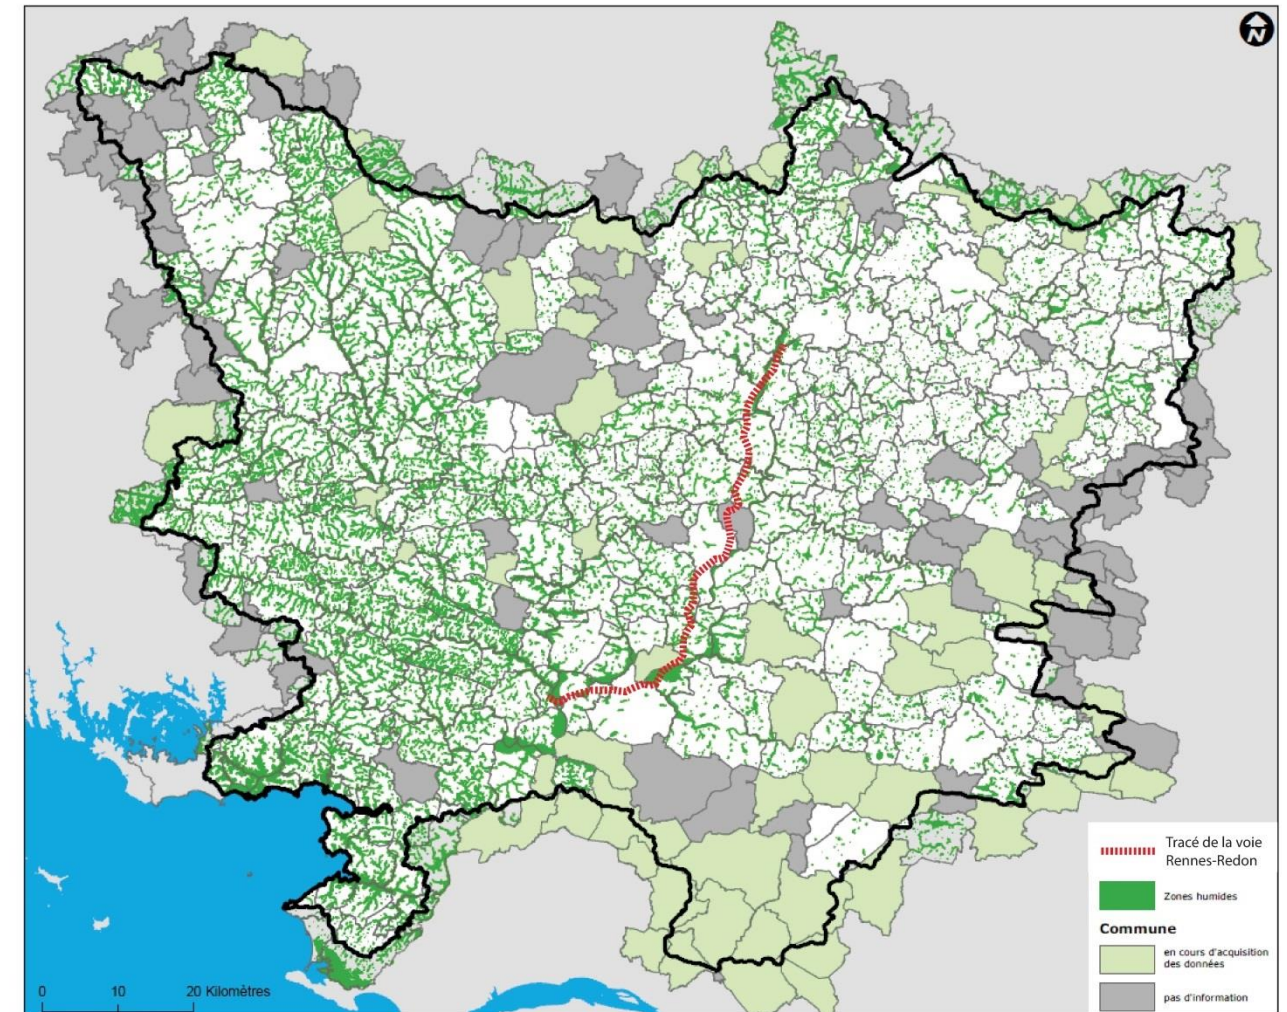 N
Tracé de la voie
Rennes-Redon
Zones humides
Commune
en cours d'acquisition
des données
pas d'information
0 10 20 Kilomètres